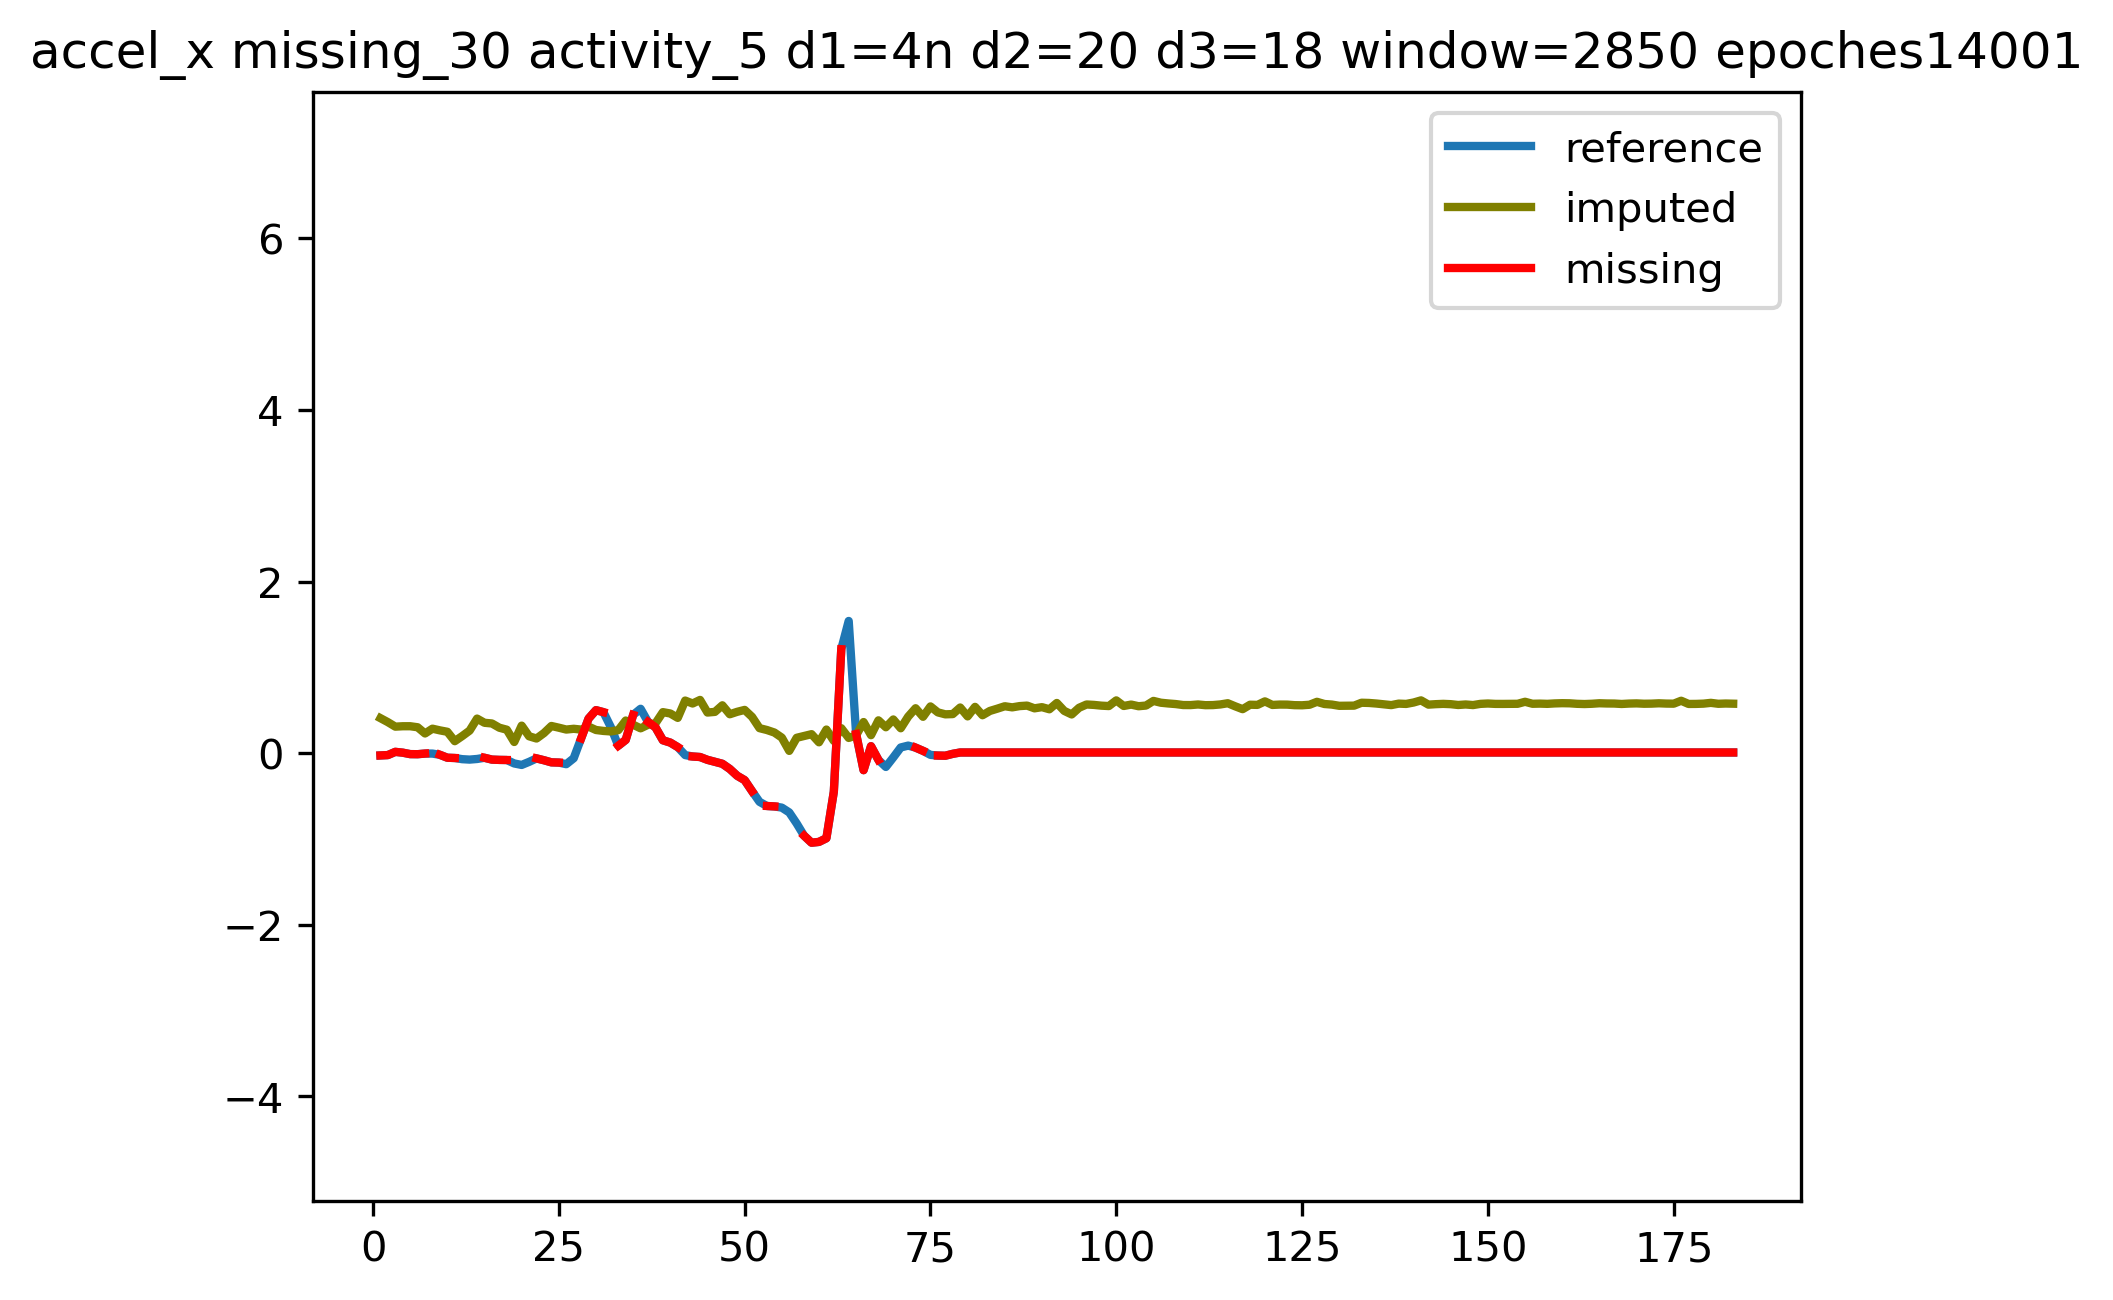 accel_x missing_30 activity_5 d1=4n d2=20 d3=18 window=2850 epoches14001
reference
imputed
missing
6
4
2
0
−2
−4
0 25 50 75 100 125 150 175